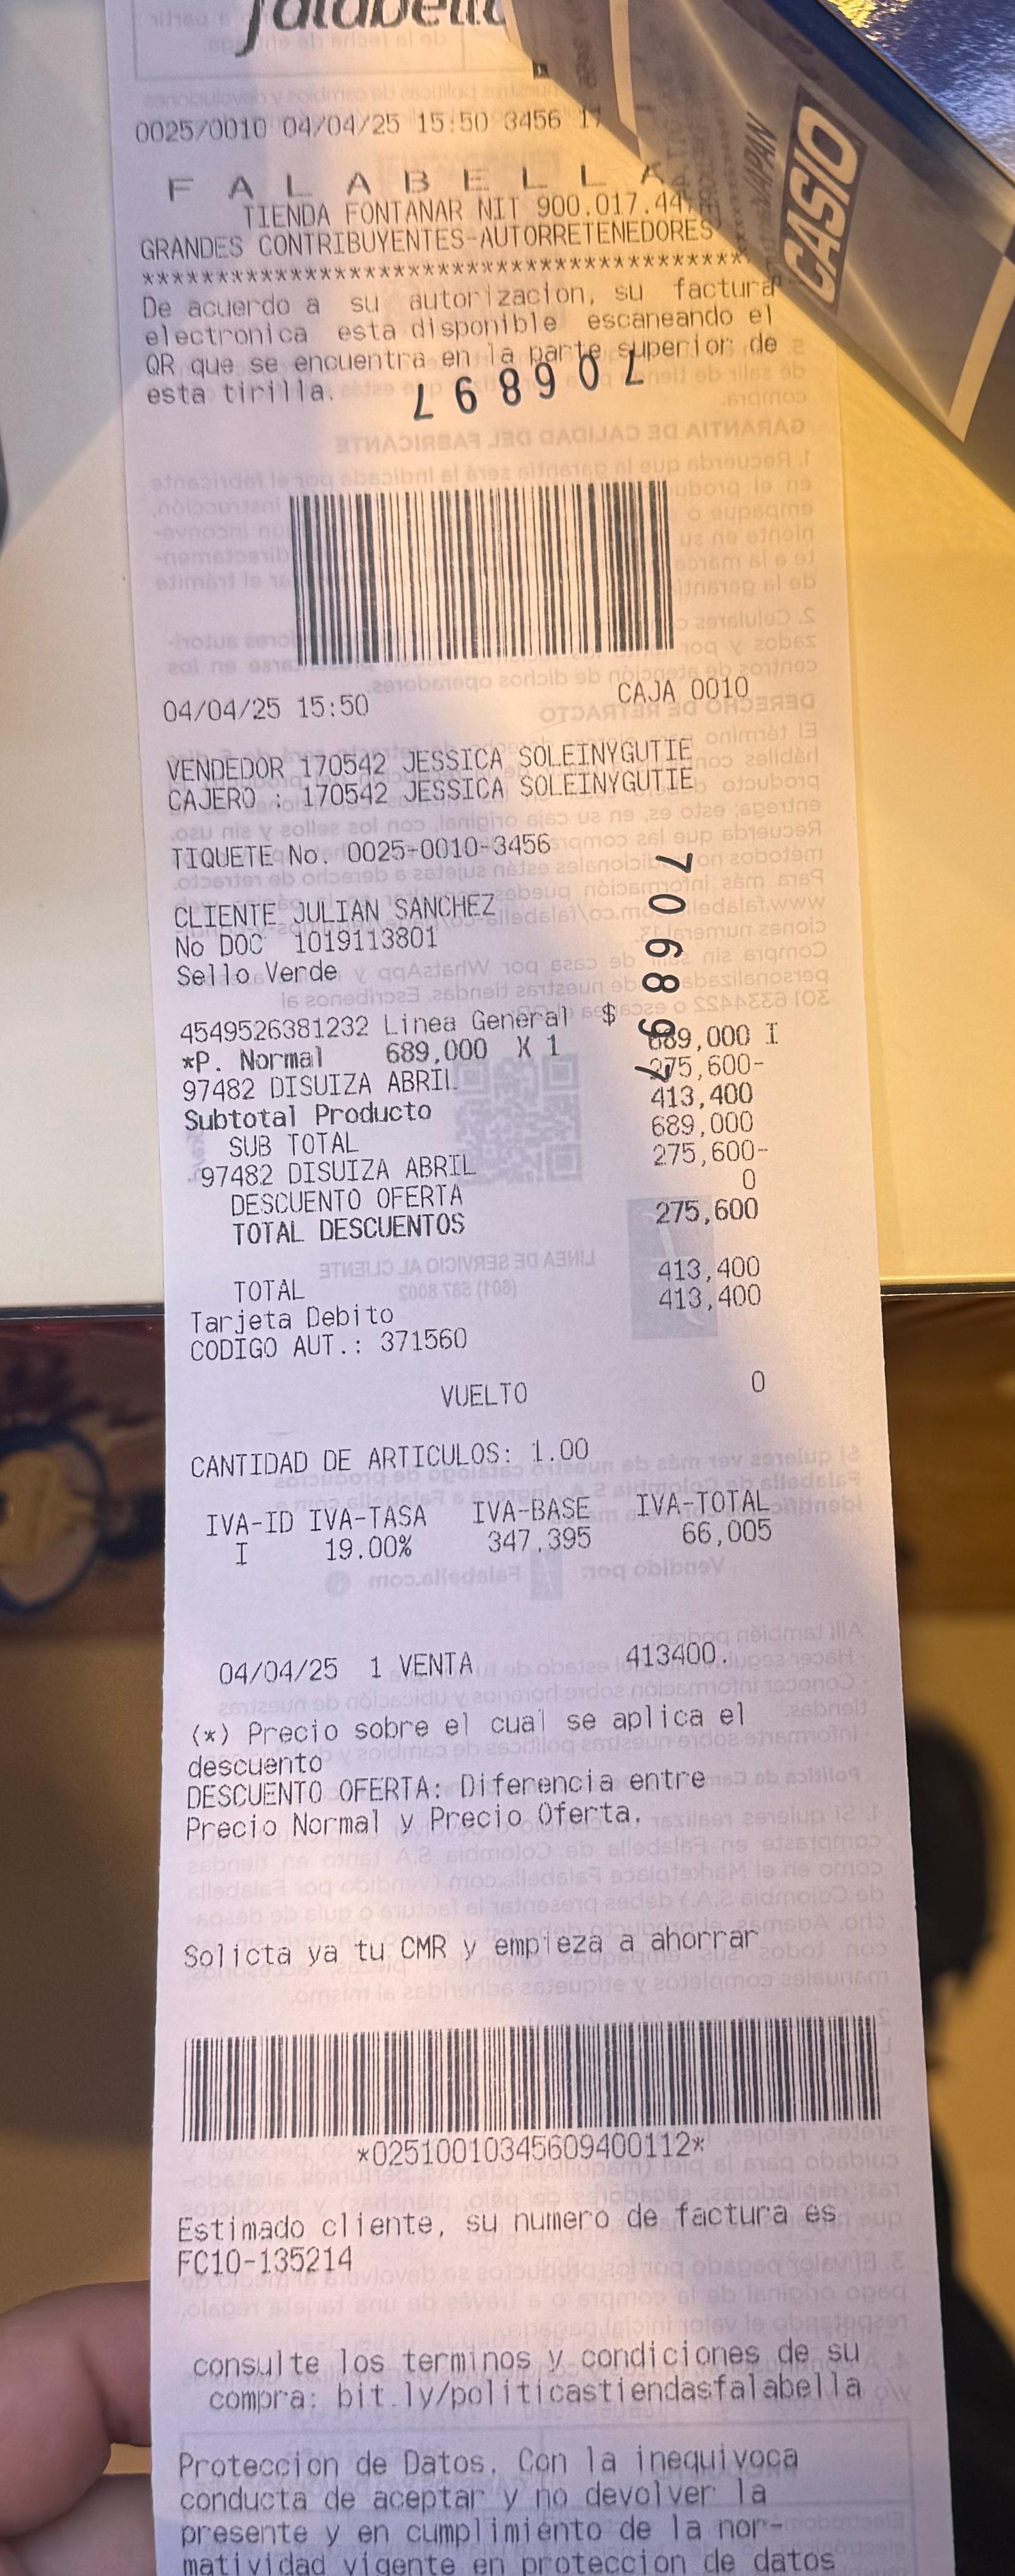 falabella
0025/0010 04/04/25 15:50 3456
JAPAN
CASIO
F A L A B E L L A
TIENDA FONTANAR NIT 900.017.44
GRANDES CONTRIBUYENTES-AUTORRETENEDORES
De acuerdo a su autorizacion, su factura
electronica esta disponible escaneando el
QR que se encuentra en la parte superior de
esta tirilla.
706897
04/04/25 15:50 CAJA 0010
VENDEDOR 170542 JESSICA SOLEINYGUTIE
CAJERO : 170542 JESSICA SOLEINYGUTIE
TIQUETE No. 0025-0010-3456
706897
CLIENTE JULIAN SANCHEZ
No DOC 1019113801
Sello Verde
4549526381232 Linea General $ 689,000 I
*P. Normal 689,000 X 1
97482 DISUIZA ABRIL 275,600-
Subtotal Producto 413,400
SUB TOTAL 689,000
97482 DISUIZA ABRIL 275,600-
DESCUENTO OFERTA 0
TOTAL DESCUENTOS 275,600
TOTAL 413,400
Tarjeta Debito 413,400
CODIGO AUT.: 371560
VUELTO 0
CANTIDAD DE ARTICULOS: 1.00
IVA-ID IVA-TASA IVA-BASE IVA-TOTAL
I 19.00% 347,395 66,005
04/04/25 1 VENTA 413400.
(*) Precio sobre el cual se aplica el
descuento
DESCUENTO OFERTA: Diferencia entre
Precio Normal y Precio Oferta.
Solicta ya tu CMR y empieza a ahorrar
*02510010345609400112*
Estimado cliente, su numero de factura es
FC10-135214
consulte los terminos y condiciones de su
compra: bit.ly/politicastiendasfalabella
Proteccion de Datos. Con la inequivoca
conducta de aceptar y no devolver la
presente y en cumplimiento de la nor-
matividad vigente en proteccion de datos